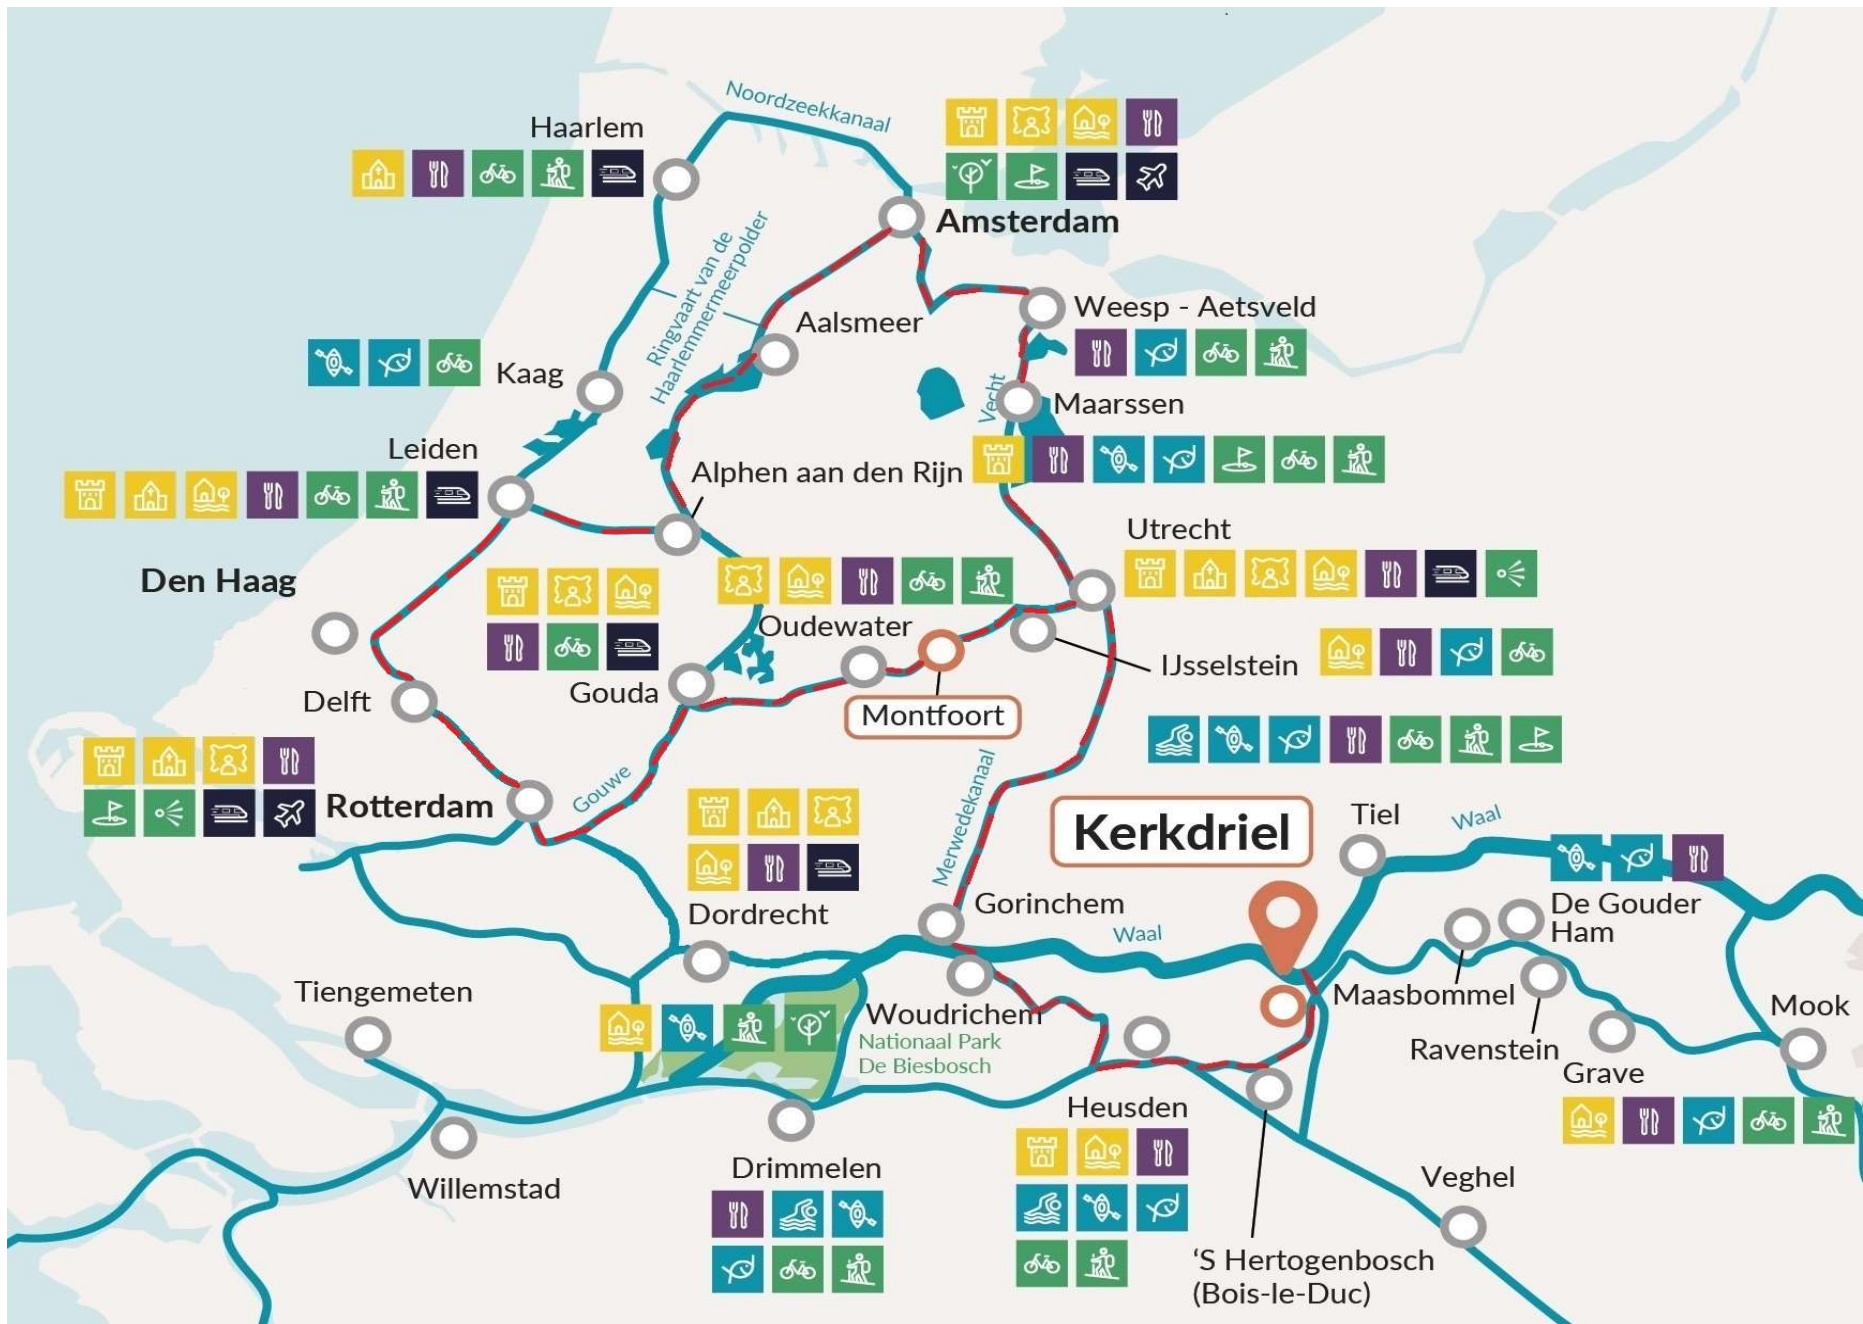 Noordzeekkanaal
Haarlem
Amsterdam
Ringvaart van de
Haarlemmermeerpolder
Aalsmeer
Weesp - Aetsveld
Kaag
Vecht
Maarssen
Leiden
Alphen aan den Rijn
Utrecht
Den Haag
Oudewater
IJsselstein
Gouda
Delft
Montfoort
Gouwe
Merwedekanaal
Rotterdam
Kerkdriel
Tiel
Waal
Dordrecht
Gorinchem
Waal
De Gouder
Ham
Tiengemeten
Woudrichem
Nationaal Park
De Biesbosch
Maasbommel
Ravenstein
Mook
Grave
Heusden
Drimmelen
Willemstad
Veghel
‘S Hertogenbosch
(Bois-le-Duc)